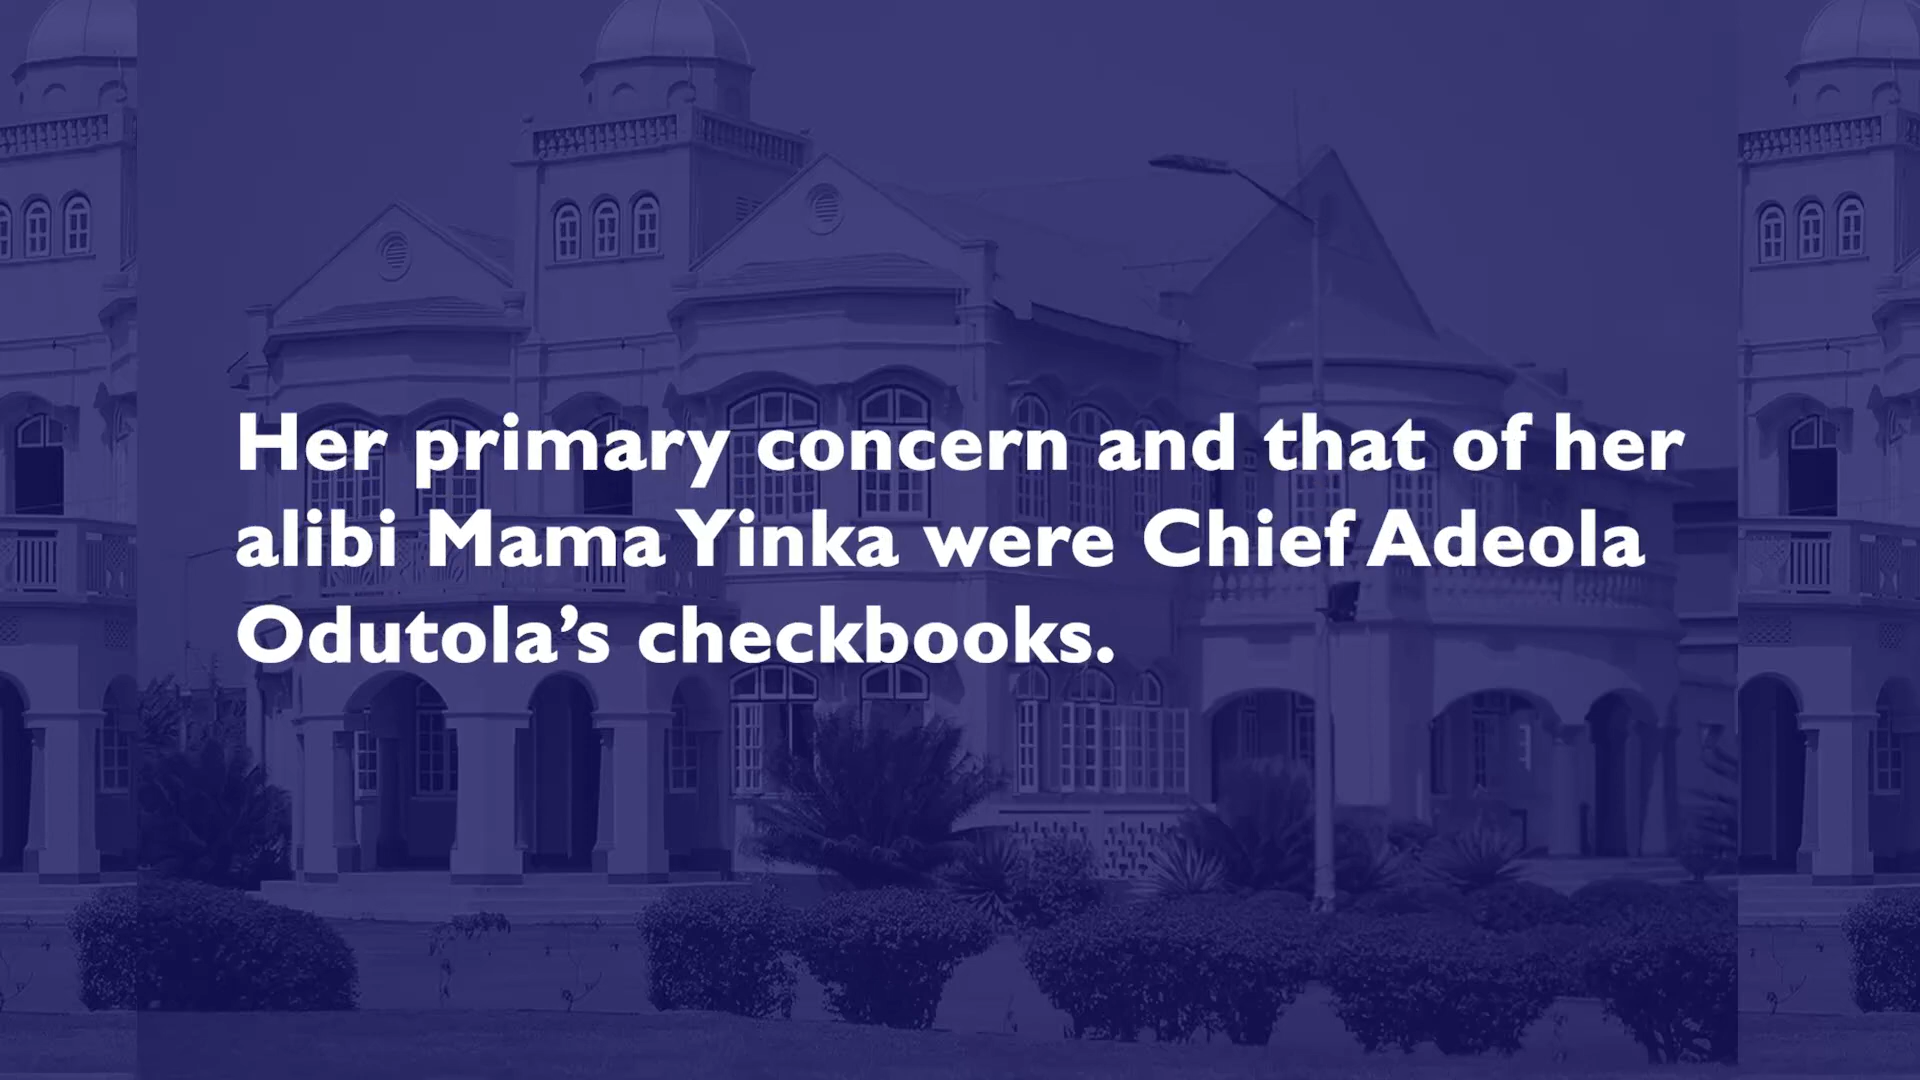 Her primary concern and that of her
alibi Mama Yinka were Chief Adeola
Odutola’s checkbooks.